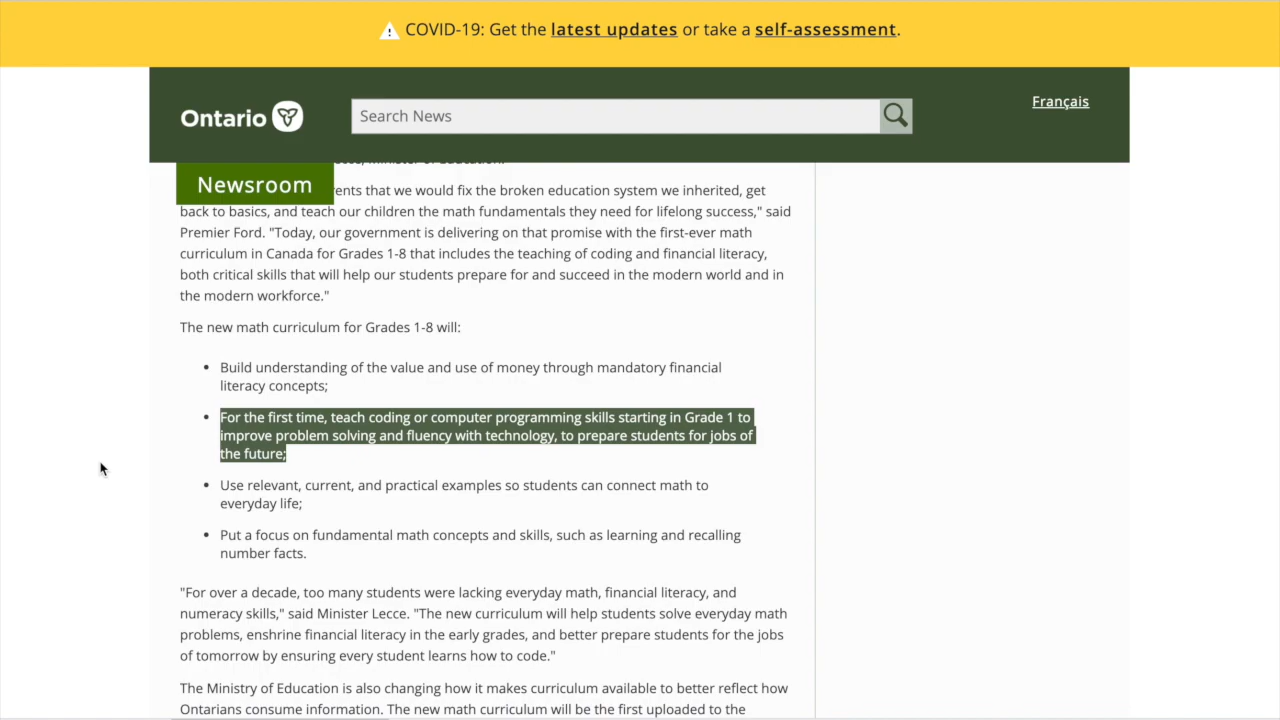 COVID-19: Get the latest updates or take a self-assessment.
Ontario
Search News
Français
Newsroom
Minister of Education.
ents that we would fix the broken education system we inherited, get
back to basics, and teach our children the math fundamentals they need for lifelong success," said
Premier Ford. "Today, our government is delivering on that promise with the first-ever math
curriculum in Canada for Grades 1-8 that includes the teaching of coding and financial literacy,
both critical skills that will help our students prepare for and succeed in the modern world and in
the modern workforce."
The new math curriculum for Grades 1-8 will:
• Build understanding of the value and use of money through mandatory financial
literacy concepts;
• For the first time, teach coding or computer programming skills starting in Grade 1 to
improve problem solving and fluency with technology, to prepare students for jobs of
the future;
• Use relevant, current, and practical examples so students can connect math to
everyday life;
• Put a focus on fundamental math concepts and skills, such as learning and recalling
number facts.
"For over a decade, too many students were lacking everyday math, financial literacy, and
numeracy skills," said Minister Lecce. "The new curriculum will help students solve everyday math
problems, enshrine financial literacy in the early grades, and better prepare students for the jobs
of tomorrow by ensuring every student learns how to code."
The Ministry of Education is also changing how it makes curriculum available to better reflect how
Ontarians consume information. The new math curriculum will be the first uploaded to the